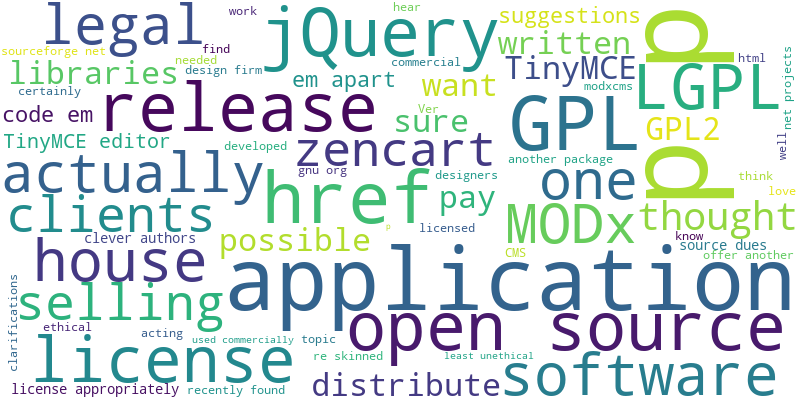 legal
work
hear
jQuery
suggestions
p p
sourceforge net
needed
find
commercial
written
html
libraries
design firm
em apart
want
TinyMCE
LGPL
net projects
certainly
modxcms
code em
release
sure
Ver
GPL
GPL2
well
TinyMCE editor
developed
zencart
another package
actually
gnu org
designers
one
think
clients
href
pay
MODx
thought
love
clever authors
possible
licensed
p
know
source dues
house
application
CMS
offer another
clarifications
selling
ethical
acting
used commercially
topic
open source
license
re skinned
least unethical
software
license appropriately
recently found
distribute